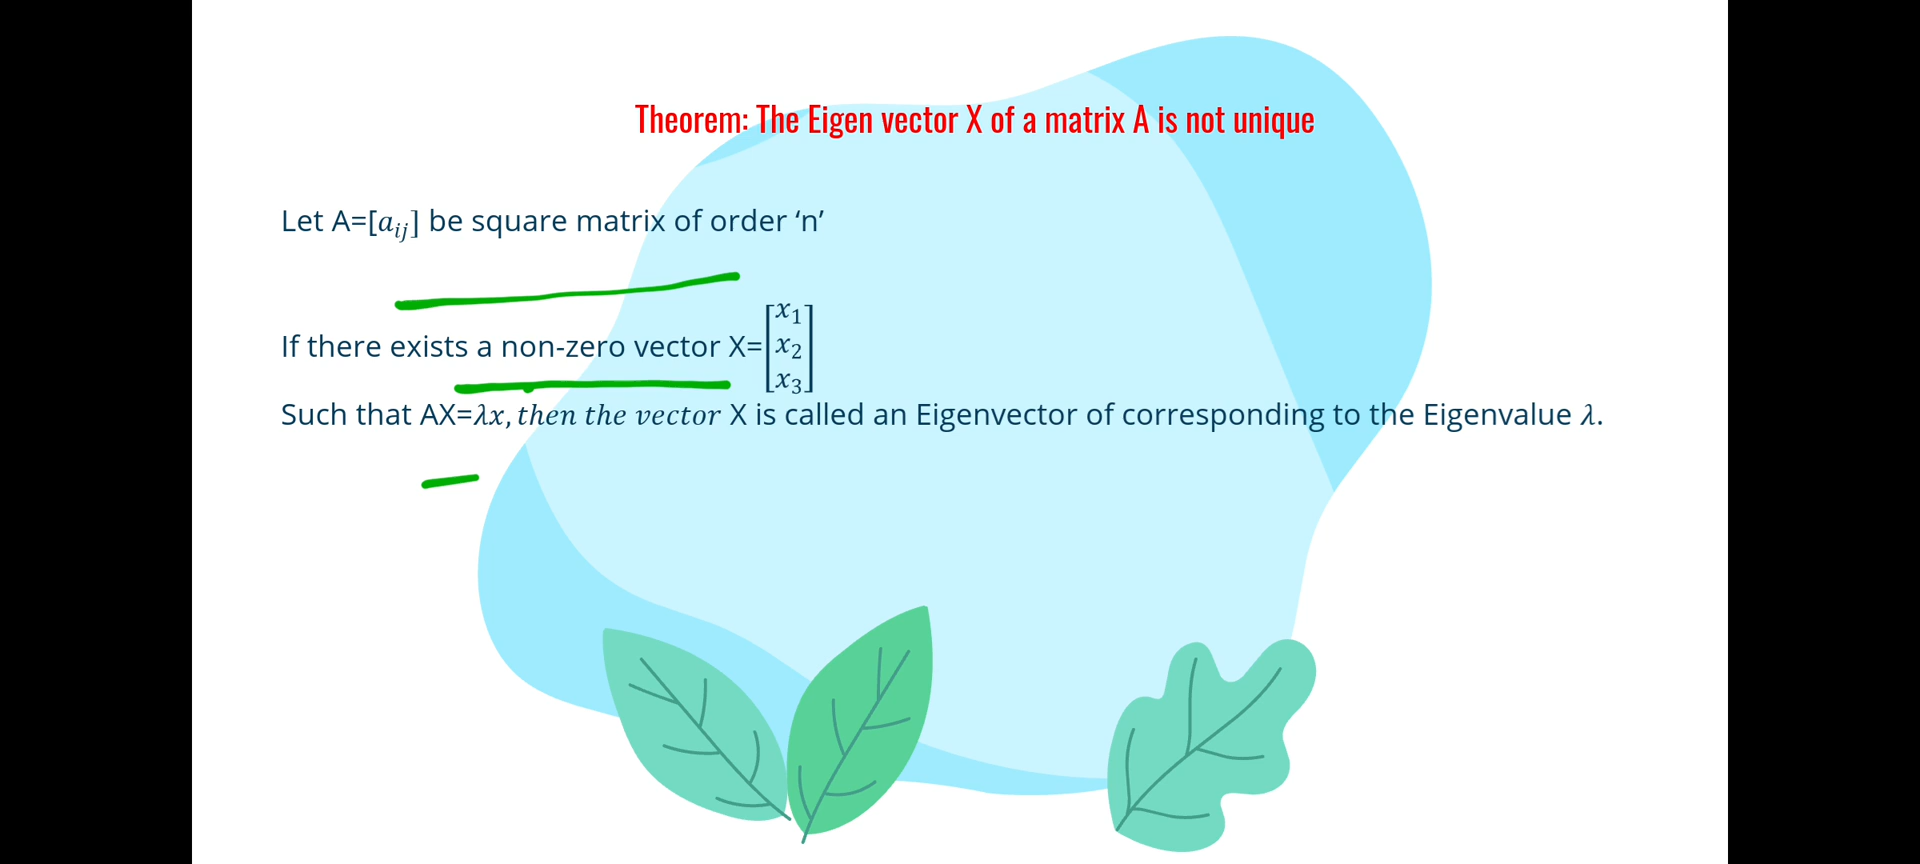 Theorem: The Eigen vector X of a matrix A is not unique
Let A=[aᵢⱼ] be square matrix of order ‘n’
If there exists a non-zero vector X=[x₁ x₂ x₃]
Such that AX=λx, then the vector X is called an Eigenvector of corresponding to the Eigenvalue λ.